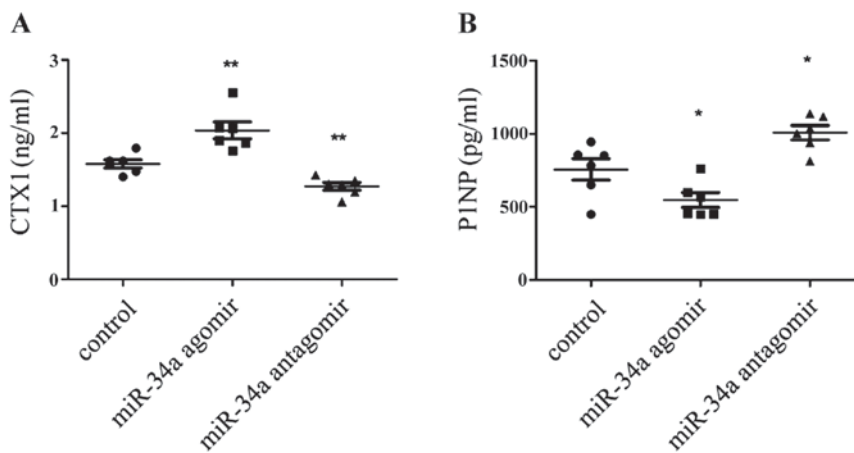 A
CTX1 (ng/ml)
3
2
1
0
**
**
control
miR-34a agomir
miR-34a antagomir
B
P1NP (pg/ml)
1500
1000
500
0
*
*
control
miR-34a agomir
miR-34a antagomir